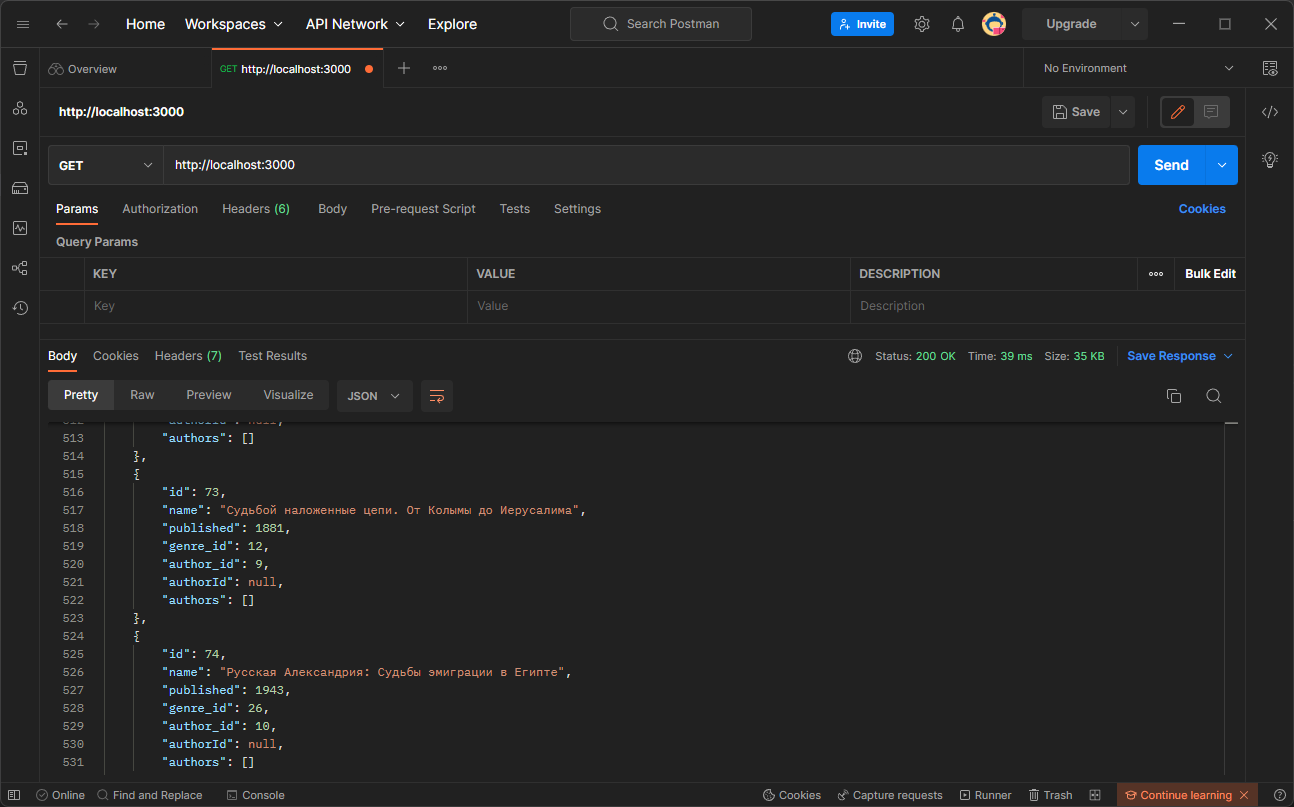 Home Workspaces API Network Explore Search Postman Invite Upgrade
Overview GET http://localhost:3000 No Environment
http://localhost:3000 Save
GET http://localhost:3000 Send
Params Authorization Headers (6) Body Pre-request Script Tests Settings Cookies
Query Params
KEY VALUE DESCRIPTION Bulk Edit
Key Value Description
Body Cookies Headers (7) Test Results Status: 200 OK Time: 39 ms Size: 35 KB Save Response
Pretty Raw Preview Visualize JSON
512 "authorId": null,
513 "authors": []
514 },
515 {
516 "id": 73,
517 "name": "Судьбой наложенные цепи. От Колымы до Иерусалима",
518 "published": 1881,
519 "genre_id": 12,
520 "author_id": 9,
521 "authorId": null,
522 "authors": []
523 },
524 {
525 "id": 74,
526 "name": "Русская Александрия: Судьбы эмиграции в Египте",
527 "published": 1943,
528 "genre_id": 26,
529 "author_id": 10,
530 "authorId": null,
531 "authors": []
Online Find and Replace Console Cookies Capture requests Runner Trash Continue learning